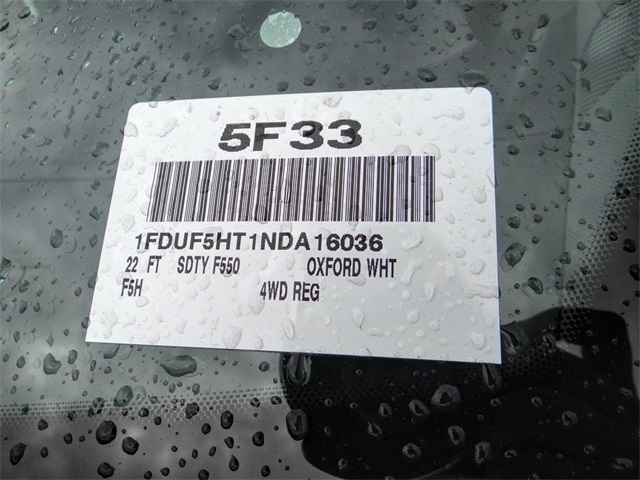 5F33
1FDUF5HT1NDA16036
22 FT SDTY F550 OXFORD WHT
F5H 4WD REG